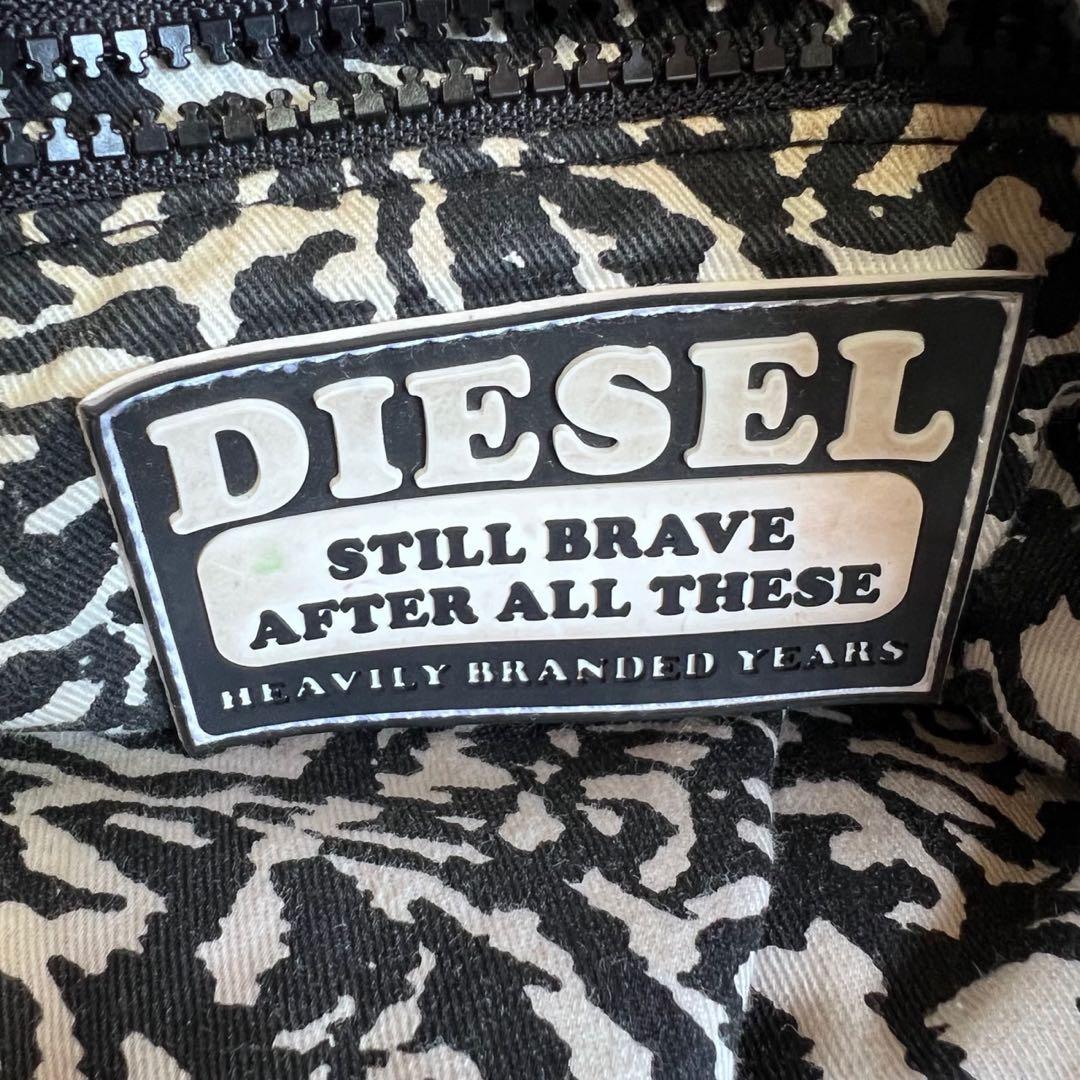 DIESEL
STILL BRAVE
AFTER ALL THESE
HEAVILY BRANDED YEARS